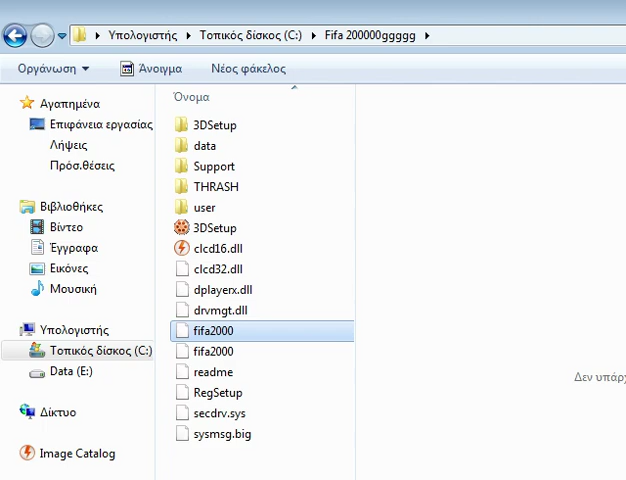 Υπολογιστής ▸ Τοπικός δίσκος (C:) ▸ Fifa 200000ggggg
Οργάνωση Άνοιγμα Νέος φάκελος
Αγαπημένα
Επιφάνεια εργασίας
Λήψεις
Πρόσ.θέσεις
Βιβλιοθήκες
Βίντεο
Έγγραφα
Εικόνες
Μουσική
Υπολογιστής
Τοπικός δίσκος (C:)
Data (E:)
Δίκτυο
Image Catalog
Όνομα
3DSetup
data
Support
THRASH
user
3DSetup
clcd16.dll
clcd32.dll
dplayerx.dll
drvmgt.dll
fifa2000
fifa2000
readme
RegSetup
secdrv.sys
sysmsg.big
Δεν